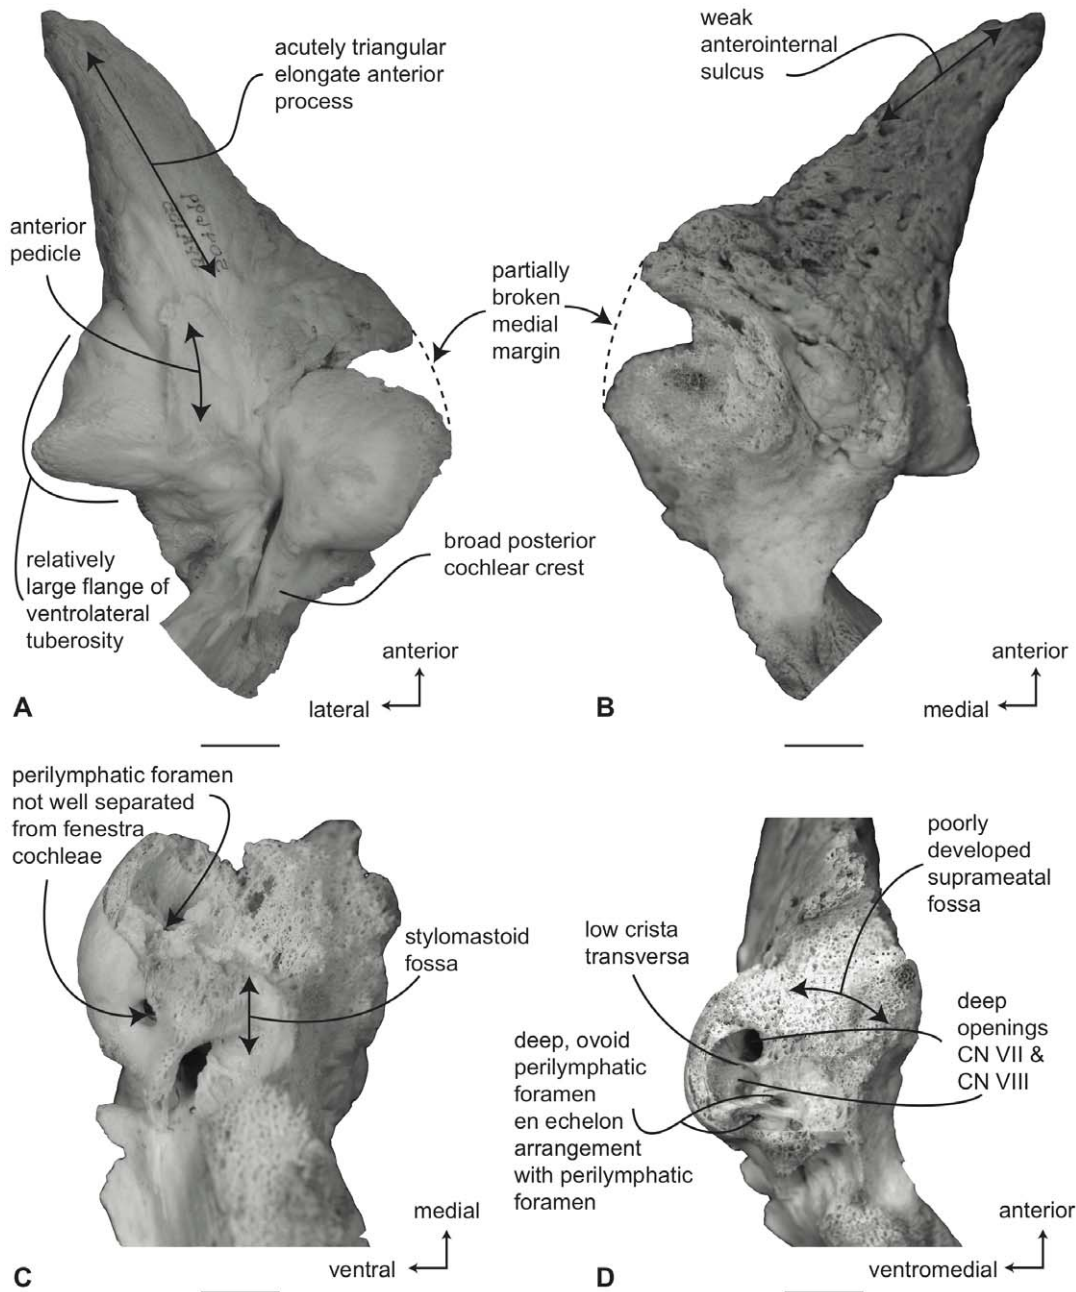 acutely triangular
elongate anterior
process
weak
anterointernal
sulcus
anterior
pedicle
partially
broken
medial
margin
relatively
large flange of
ventrolateral
tuberosity
broad posterior
cochlear crest
anterior
lateral
A
anterior
medial
B
perilymphatic foramen
not well separated
from fenestra
cochleae
stylomastoid
fossa
medial
ventral
C
poorly
developed
suprameatal
fossa
low crista
transversa
deep
openings
CN VII &
CN VIII
deep, ovoid
perilymphatic
foramen
en echelon
arrangement
with perilymphatic
foramen
anterior
ventromedial
D